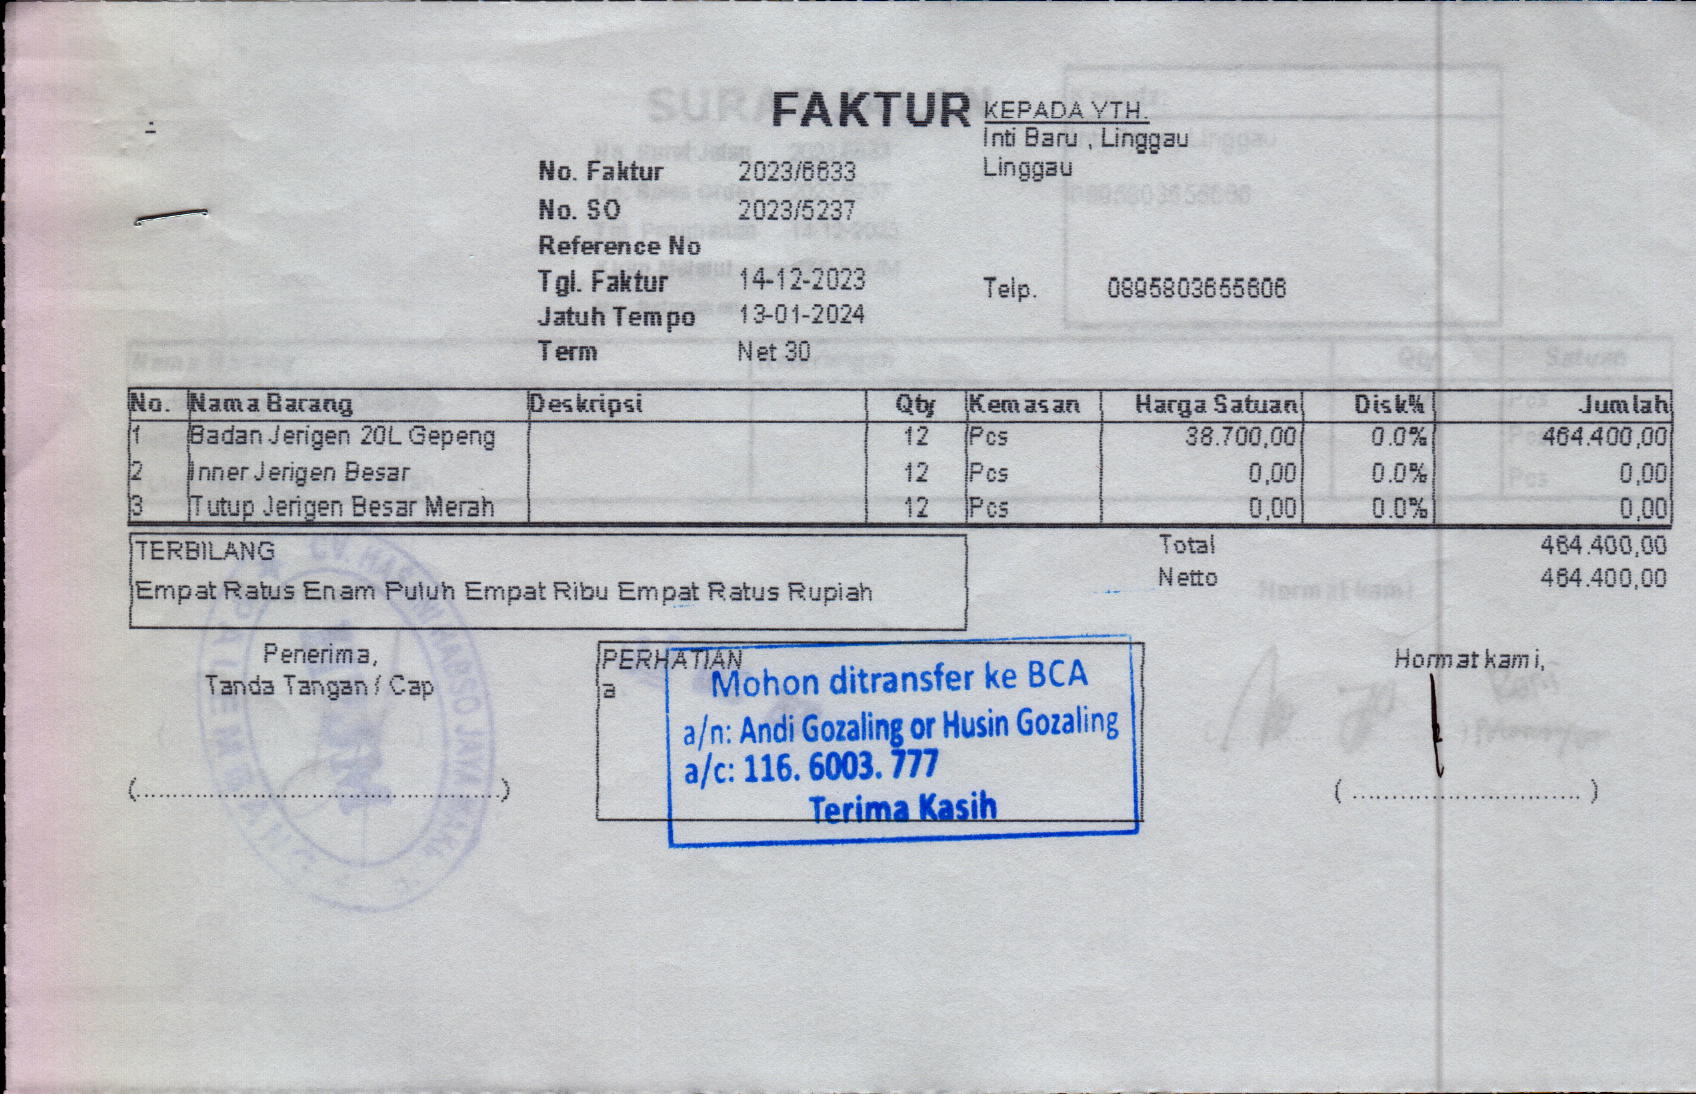 FAKTUR
KEPADA YTH.
Inti Baru , Linggau
Linggau
No. Faktur 2023/6633
No. SO 2023/5237
Reference No
Tgl. Faktur 14-12-2023
Telp. 0895803655606
Jatuh Tempo 13-01-2024
Term Net 30
No. Nama Barang Deskripsi Qty Kemasan Harga Satuan Disk% Jumlah
1 Badan Jerigen 20L Gepeng 12 Pcs 38.700,00 0.0% 464.400,00
2 Inner Jerigen Besar 12 Pcs 0,00 0.0% 0,00
3 Tutup Jerigen Besar Merah 12 Pcs 0,00 0.0% 0,00
TERBILANG
Empat Ratus Enam Puluh Empat Ribu Empat Ratus Rupiah
Total 464.400,00
Netto 464.400,00
Penerima,
Tanda Tangan / Cap
(..............................................)
PERHATIAN
a
Mohon ditransfer ke BCA
a/n: Andi Gozaling or Husin Gozaling
a/c: 116. 6003. 777
Terima Kasih
Hormat kami,
( ............................. )